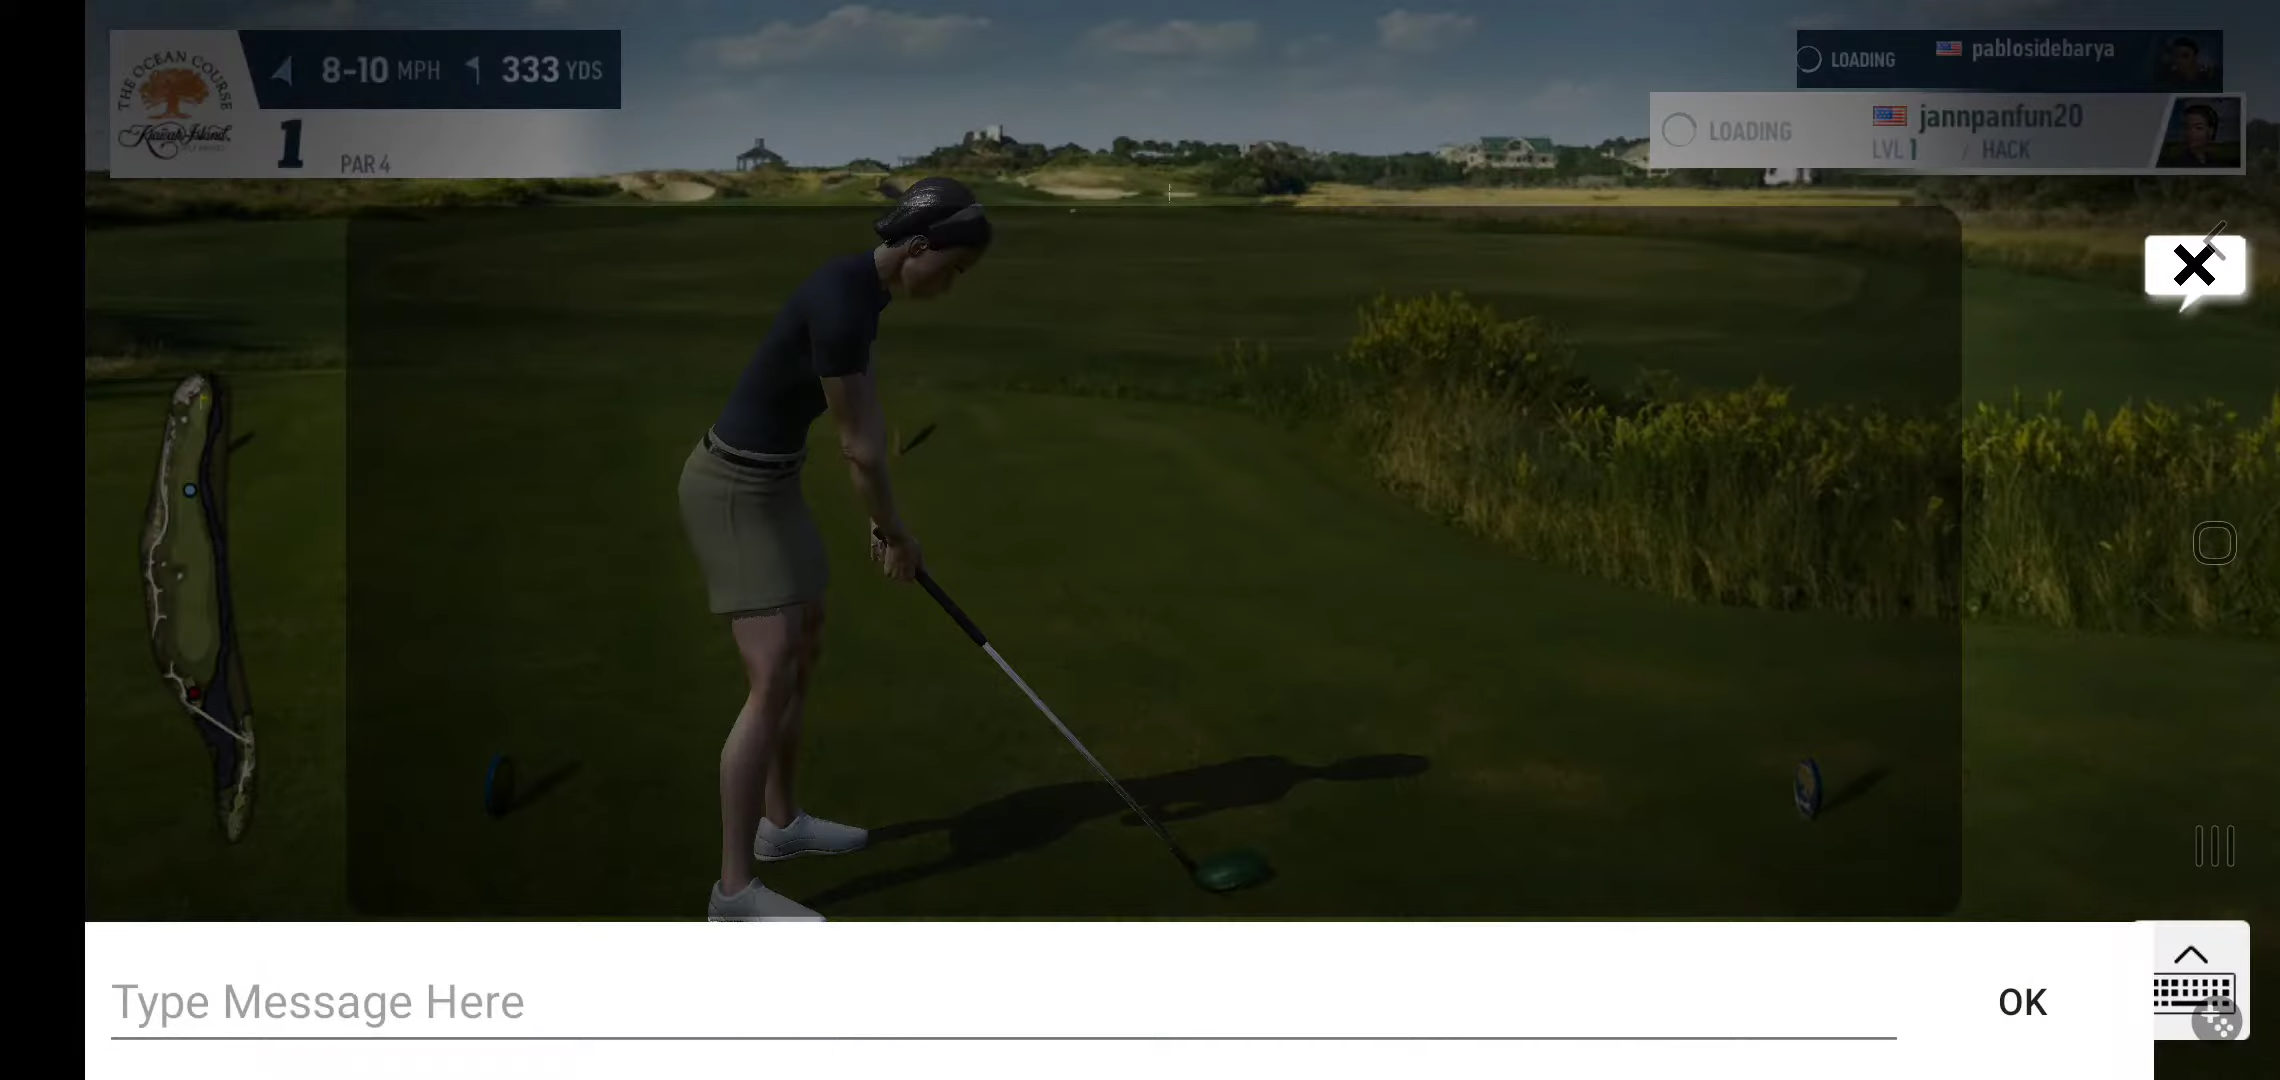 THE OCEAN COURSE
Kiawah Island
8-10 MPH 333 YDS
1 PAR 4
LOADING pablosidebarya
LOADING jannpanfun20
LVL 1 / HACK
Type Message Here
OK